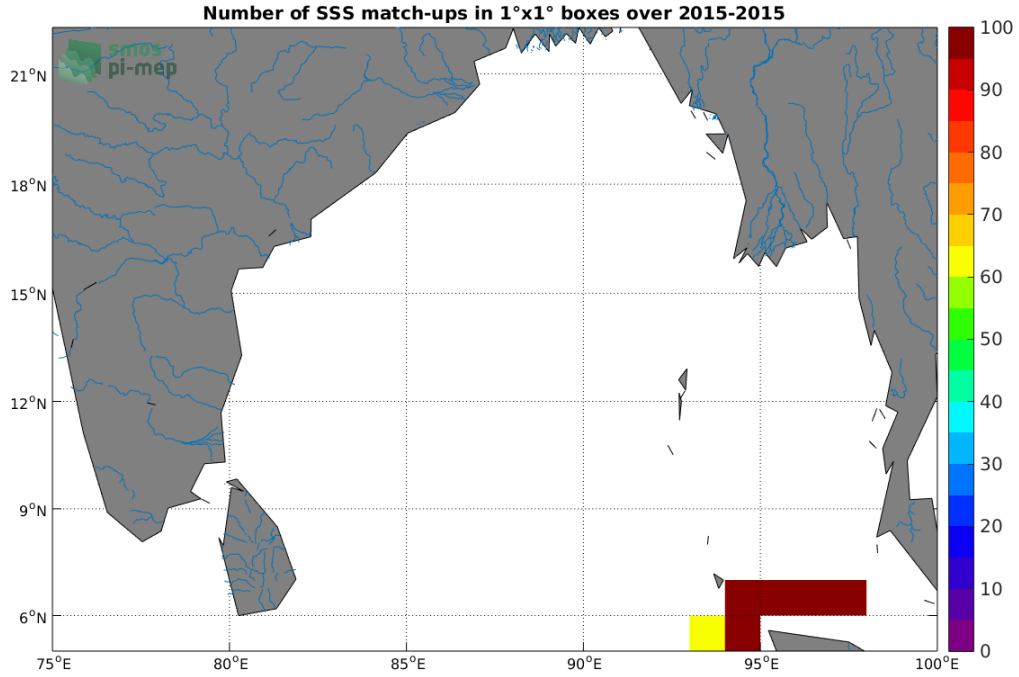 Number of SSS match-ups in 1°x1° boxes over 2015-2015
smos
pi-mep
21°N
18°N
15°N
12°N
9°N
6°N
75°E
80°E
85°E
90°E
95°E
100°E
100
90
80
70
60
50
40
30
20
10
0